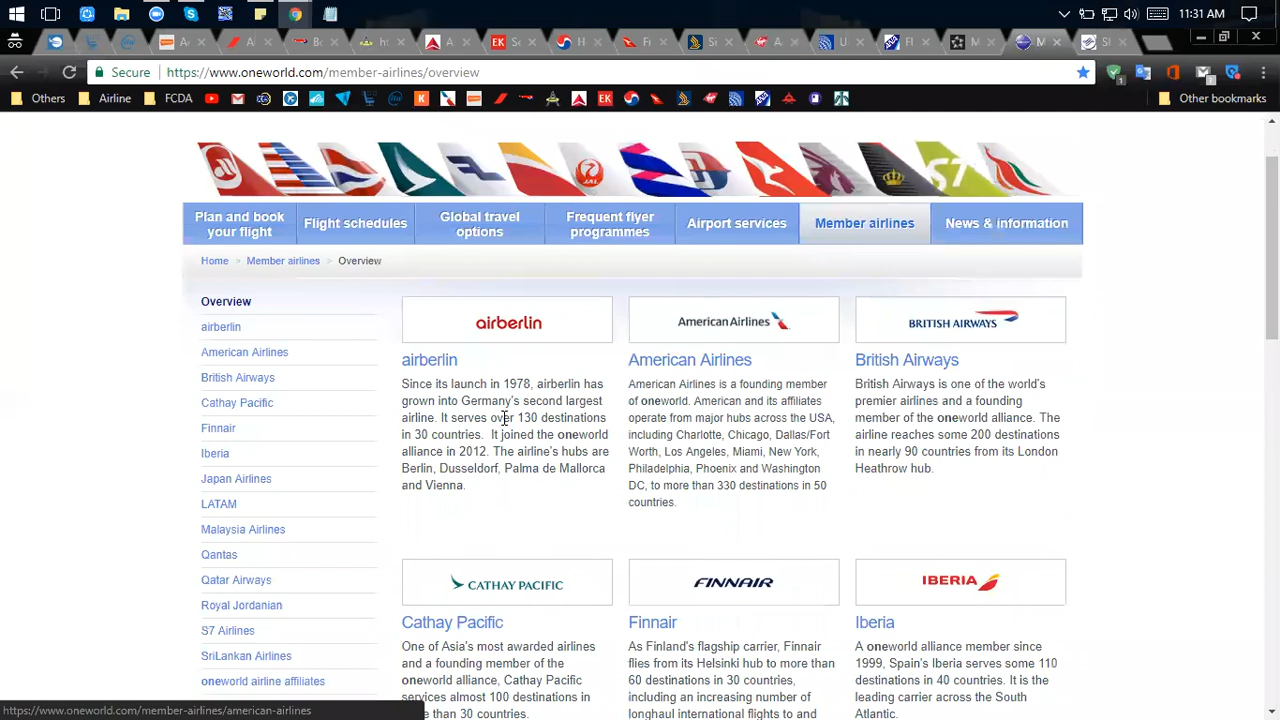 11:31 AM
Secure
https://www.oneworld.com/member-airlines/overview
Others
Airline
FCDA
Other bookmarks
JAL
S7
Plan and book
your flight
Flight schedules
Global travel
options
Frequent flyer
programmes
Airport services
Member airlines
News & information
Home > Member airlines > Overview
Overview
airberlin
American Airlines
British Airways
Cathay Pacific
Finnair
Iberia
Japan Airlines
LATAM
Malaysia Airlines
Qantas
Qatar Airways
Royal Jordanian
S7 Airlines
SriLankan Airlines
oneworld airline affiliates
airberlin
airberlin
Since its launch in 1978, airberlin has
grown into Germany's second largest
airline. It serves over 130 destinations
in 30 countries. It joined the oneworld
alliance in 2012. The airline's hubs are
Berlin, Dusseldorf, Palma de Mallorca
and Vienna.
American Airlines
American Airlines
American Airlines is a founding member
of oneworld. American and its affiliates
operate from major hubs across the USA,
including Charlotte, Chicago, Dallas/Fort
Worth, Los Angeles, Miami, New York,
Philadelphia, Phoenix and Washington
DC, to more than 330 destinations in 50
countries.
BRITISH AIRWAYS
British Airways
British Airways is one of the world's
premier airlines and a founding
member of the oneworld alliance. The
airline reaches some 200 destinations
in nearly 90 countries from its London
Heathrow hub.
CATHAY PACIFIC
Cathay Pacific
One of Asia's most awarded airlines
and a founding member of the
oneworld alliance, Cathay Pacific
services almost 100 destinations in
than 30 countries.
FINNAIR
Finnair
As Finland's flagship carrier, Finnair
flies from its Helsinki hub to more than
60 destinations in 30 countries,
including an increasing number of
longhaul international flights to and
IBERIA
Iberia
A oneworld alliance member since
1999, Spain's Iberia serves some 110
destinations in 40 countries. It is the
leading carrier across the South
Atlantic.
https://www.oneworld.com/member-airlines/american-airlines